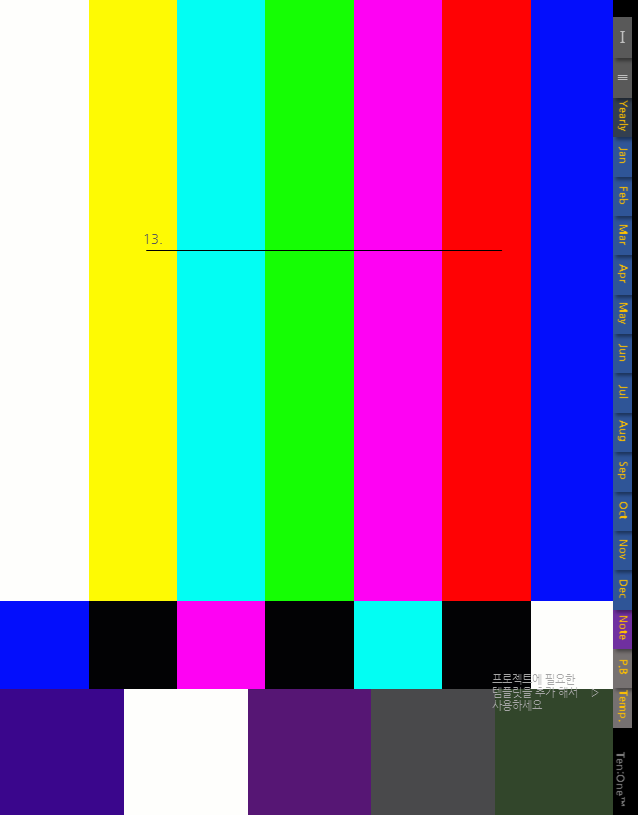 13.
프로젝트에 필요한
템플릿을 추가 해서 >
사용하세요
I
≡
Yearly
Jan
Feb
Mar
Apr
May
Jun
Jul
Aug
Sep
Oct
Nov
Dec
Note
P.B
Temp.
Ten:One™